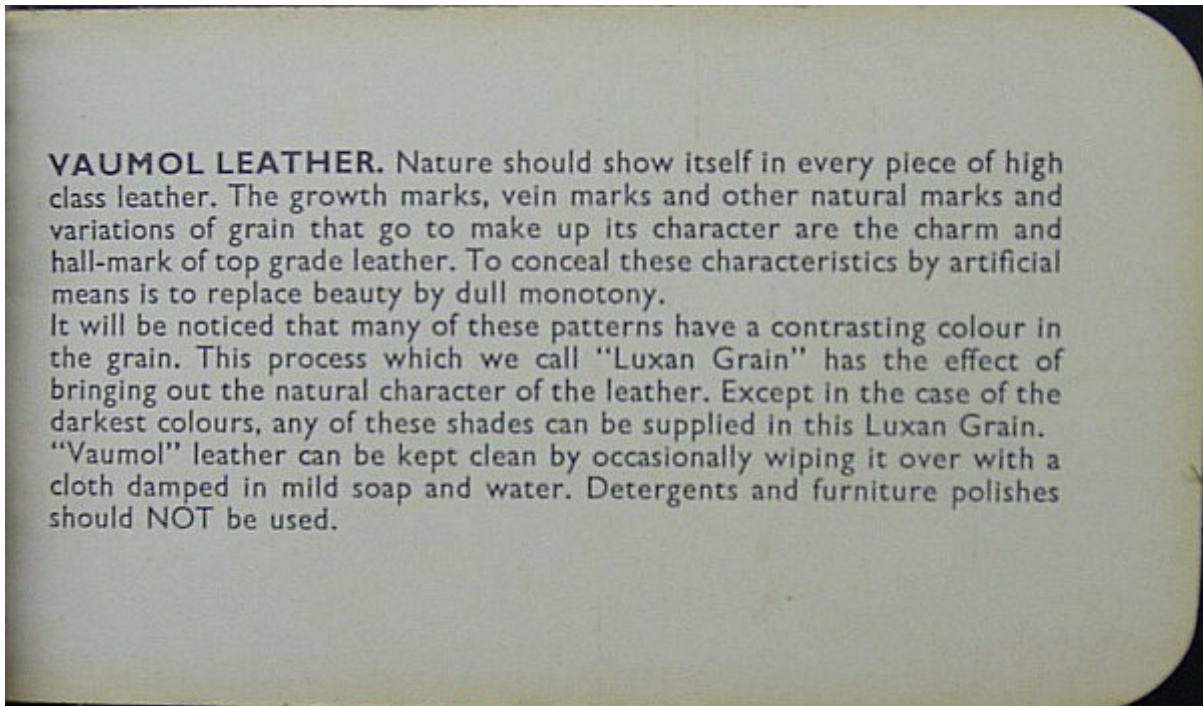 VAUMOL LEATHER. Nature should show itself in every piece of high
class leather. The growth marks, vein marks and other natural marks and
variations of grain that go to make up its character are the charm and
hall-mark of top grade leather. To conceal these characteristics by artificial
means is to replace beauty by dull monotony.
It will be noticed that many of these patterns have a contrasting colour in
the grain. This process which we call “Luxan Grain” has the effect of
bringing out the natural character of the leather. Except in the case of the
darkest colours, any of these shades can be supplied in this Luxan Grain.
“Vaumol” leather can be kept clean by occasionally wiping it over with a
cloth damped in mild soap and water. Detergents and furniture polishes
should NOT be used.